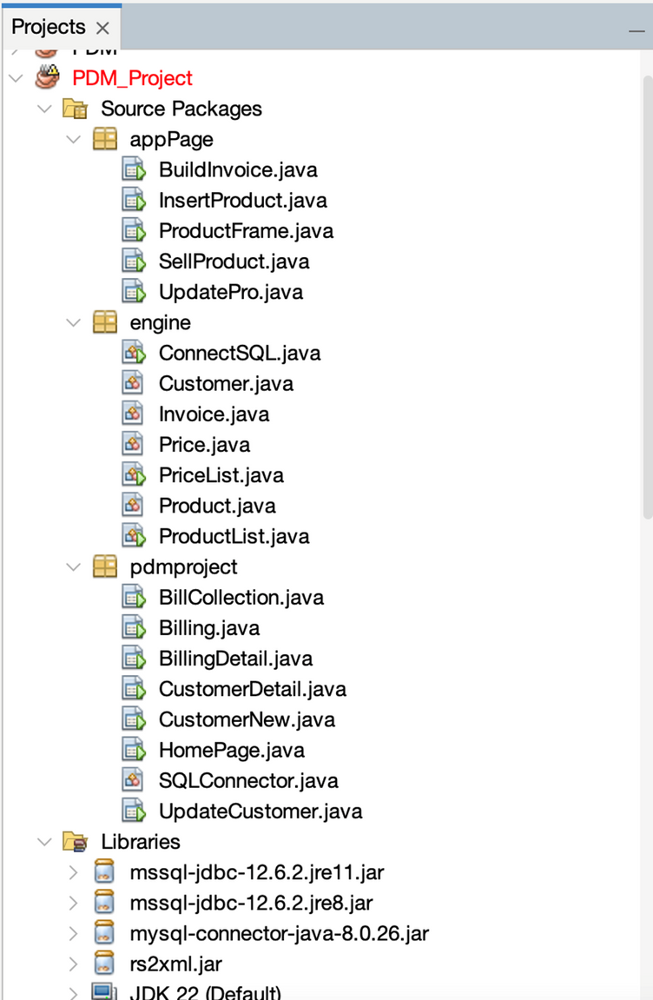 Projects
PDM
PDM_Project
Source Packages
appPage
BuildInvoice.java
InsertProduct.java
ProductFrame.java
SellProduct.java
UpdatePro.java
engine
ConnectSQL.java
Customer.java
Invoice.java
Price.java
PriceList.java
Product.java
ProductList.java
pdmproject
BillCollection.java
Billing.java
BillingDetail.java
CustomerDetail.java
CustomerNew.java
HomePage.java
SQLConnector.java
UpdateCustomer.java
Libraries
mssql-jdbc-12.6.2.jre11.jar
mssql-jdbc-12.6.2.jre8.jar
mysql-connector-java-8.0.26.jar
rs2xml.jar
JDK 22 (Default)